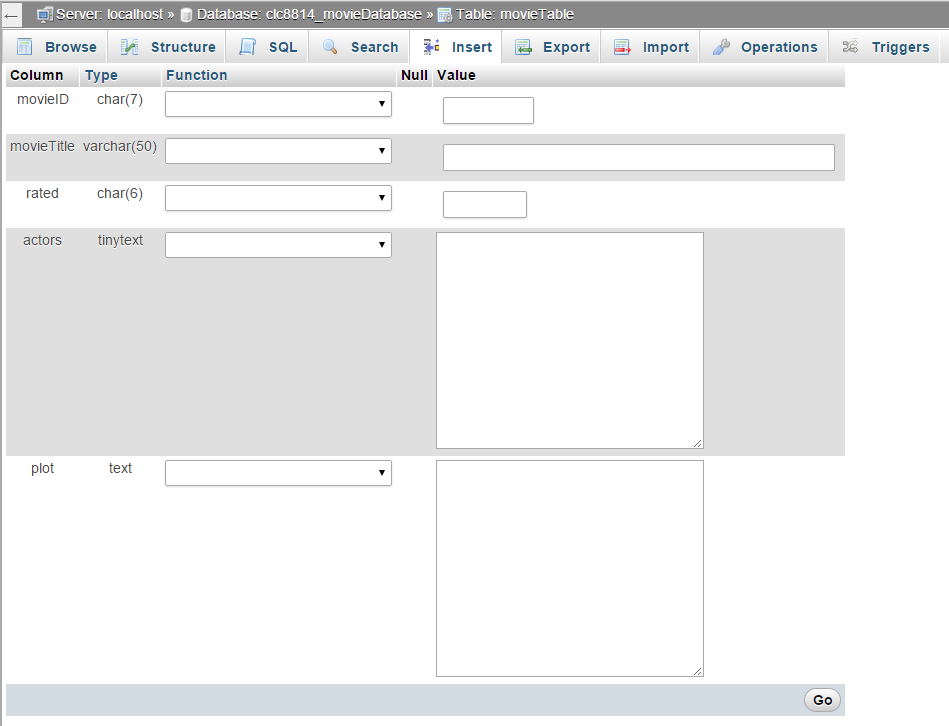 ← Server: localhost » Database: clc8814_movieDatabase » Table: movieTable
Browse Structure SQL Search Insert Export Import Operations Triggers
Column Type Function Null Value
movieID char(7)
movieTitle varchar(50)
rated char(6)
actors tinytext
plot text
Go